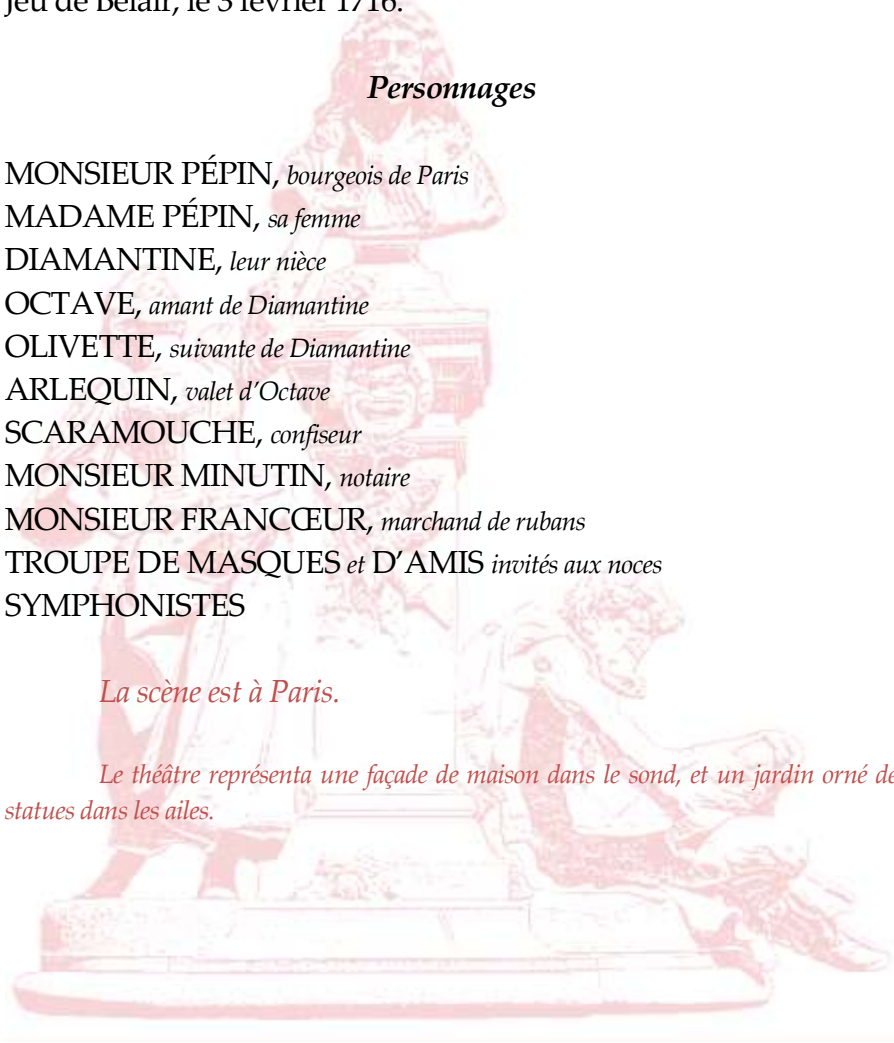 jeu de Belair, le 3 février 1716.
Personnages
MONSIEUR PÉPIN, bourgeois de Paris
MADAME PÉPIN, sa femme
DIAMANTINE, leur nièce
OCTAVE, amant de Diamantine
OLIVETTE, suivante de Diamantine
ARLEQUIN, valet d’Octave
SCARAMOUCHE, confiseur
MONSIEUR MINUTIN, notaire
MONSIEUR FRANCŒUR, marchand de rubans
TROUPE DE MASQUES et D’AMIS invités aux noces
SYMPHONISTES
La scène est à Paris.
Le théâtre représenta une façade de maison dans le sond, et un jardin orné de
statues dans les ailes.